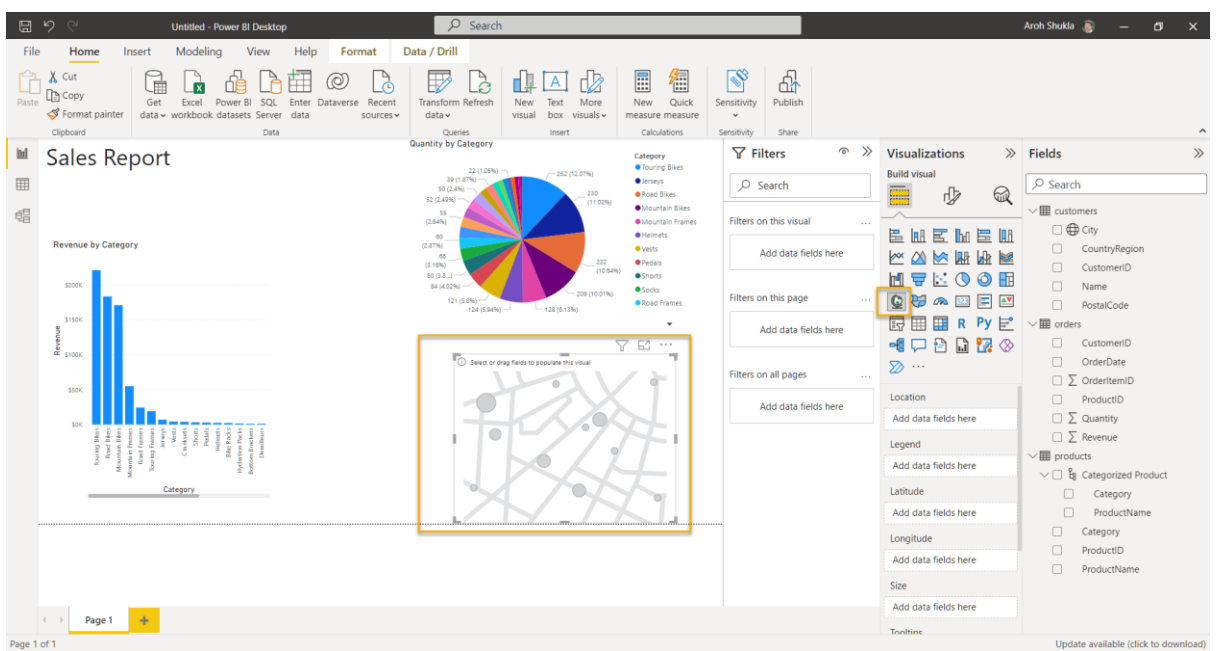 Untitled - Power BI Desktop
Search
Aroh Shukla
File Home Insert Modeling View Help Format Data / Drill
Paste
Cut
Copy
Format painter
Clipboard
Get data
Excel workbook
Power BI datasets
SQL Server
Enter data
Dataverse
Recent sources
Data
Transform data
Refresh
Queries
New visual
Text box
More visuals
Insert
New measure
Quick measure
Calculations
Sensitivity
Sensitivity
Publish
Share
Sales Report
Revenue by Category
Revenue
$200K
$150K
$100K
$50K
$0K
Touring Bikes
Road Bikes
Mountain Bikes
Mountain Frames
Road Frames
Touring Frames
Jerseys
Vests
Cranksets
Shorts
Pedals
Helmets
Bike Racks
Hydration Packs
Bottom Brackets
Derailleurs
Category
Quantity by Category
22 (1.05%)
39 (1.87%)
50 (2.4%)
52 (2.49%)
55
(2.64%)
60
(2.87%)
66
(3.16%)
80 (3.8...)
84 (4.02%)
121 (5.8%)
124 (5.94%)
128 (6.13%)
209 (10.01%)
222
(10.64%)
230
(11.02%)
252 (12.07%)
Category
Touring Bikes
Jerseys
Road Bikes
Mountain Bikes
Mountain Frames
Helmets
Vests
Pedals
Shorts
Socks
Road Frames
Select or drag fields to populate this visual
Filters
Search
Filters on this visual ...
Add data fields here
Filters on this page ...
Add data fields here
Filters on all pages ...
Add data fields here
Visualizations
Build visual
123
R Py
...
Location
Add data fields here
Legend
Add data fields here
Latitude
Add data fields here
Longitude
Add data fields here
Size
Add data fields here
Tooltips
Fields
Search
customers
City
CountryRegion
CustomerID
Name
PostalCode
orders
CustomerID
OrderDate
∑ OrderItemID
ProductID
∑ Quantity
∑ Revenue
products
Categorized Product
Category
ProductName
Category
ProductID
ProductName
Page 1
+
Page 1 of 1
Update available (click to download)